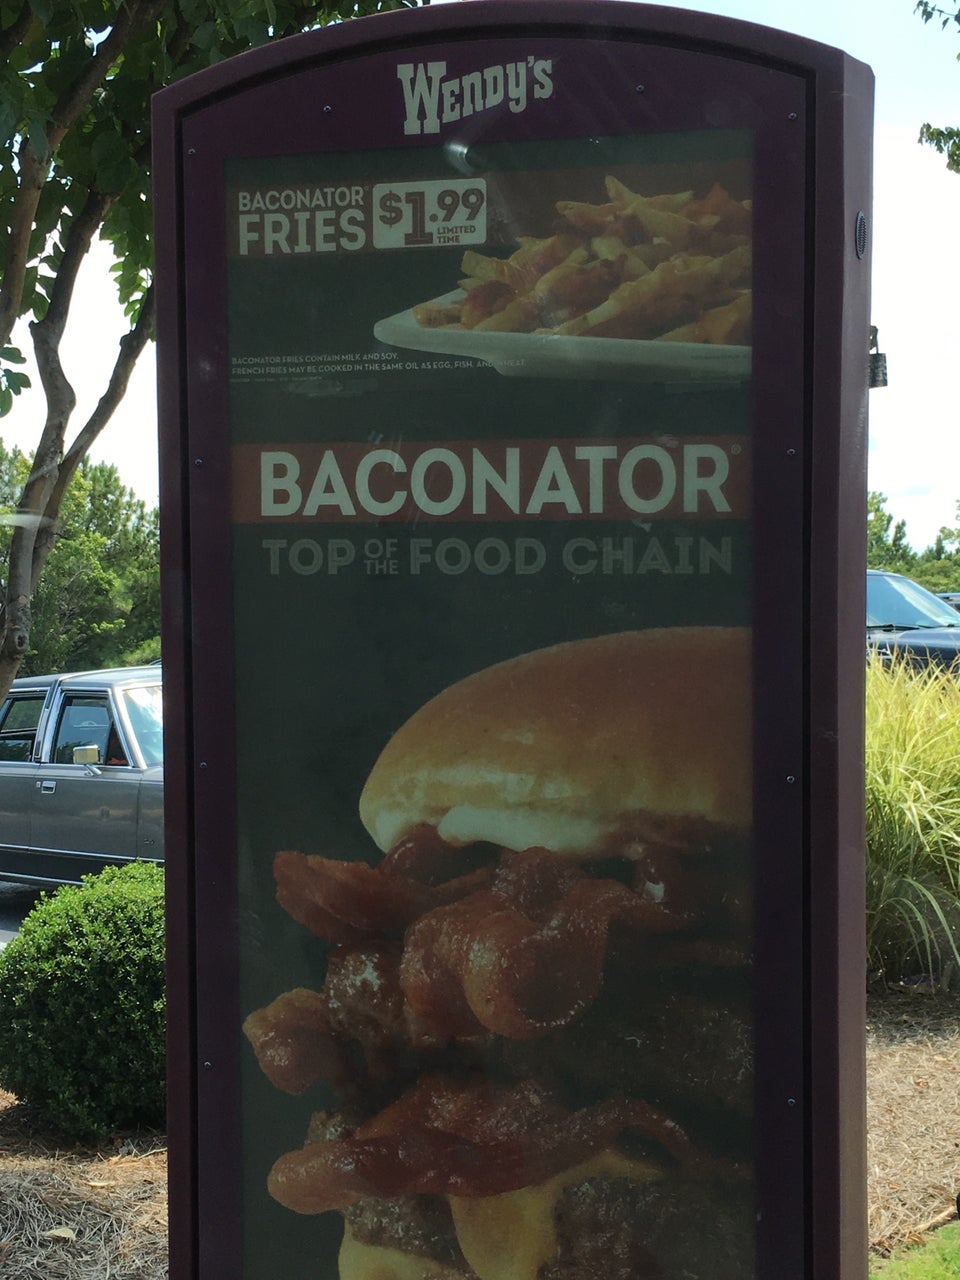 WENDY'S
BACONATOR®
FRIES
$1.99
LIMITED
TIME
BACONATOR FRIES CONTAIN MILK AND SOY.
FRENCH FRIES MAY BE COOKED IN THE SAME OIL AS EGG, FISH, AND WHEAT.
BACONATOR®
TOP OF THE FOOD CHAIN